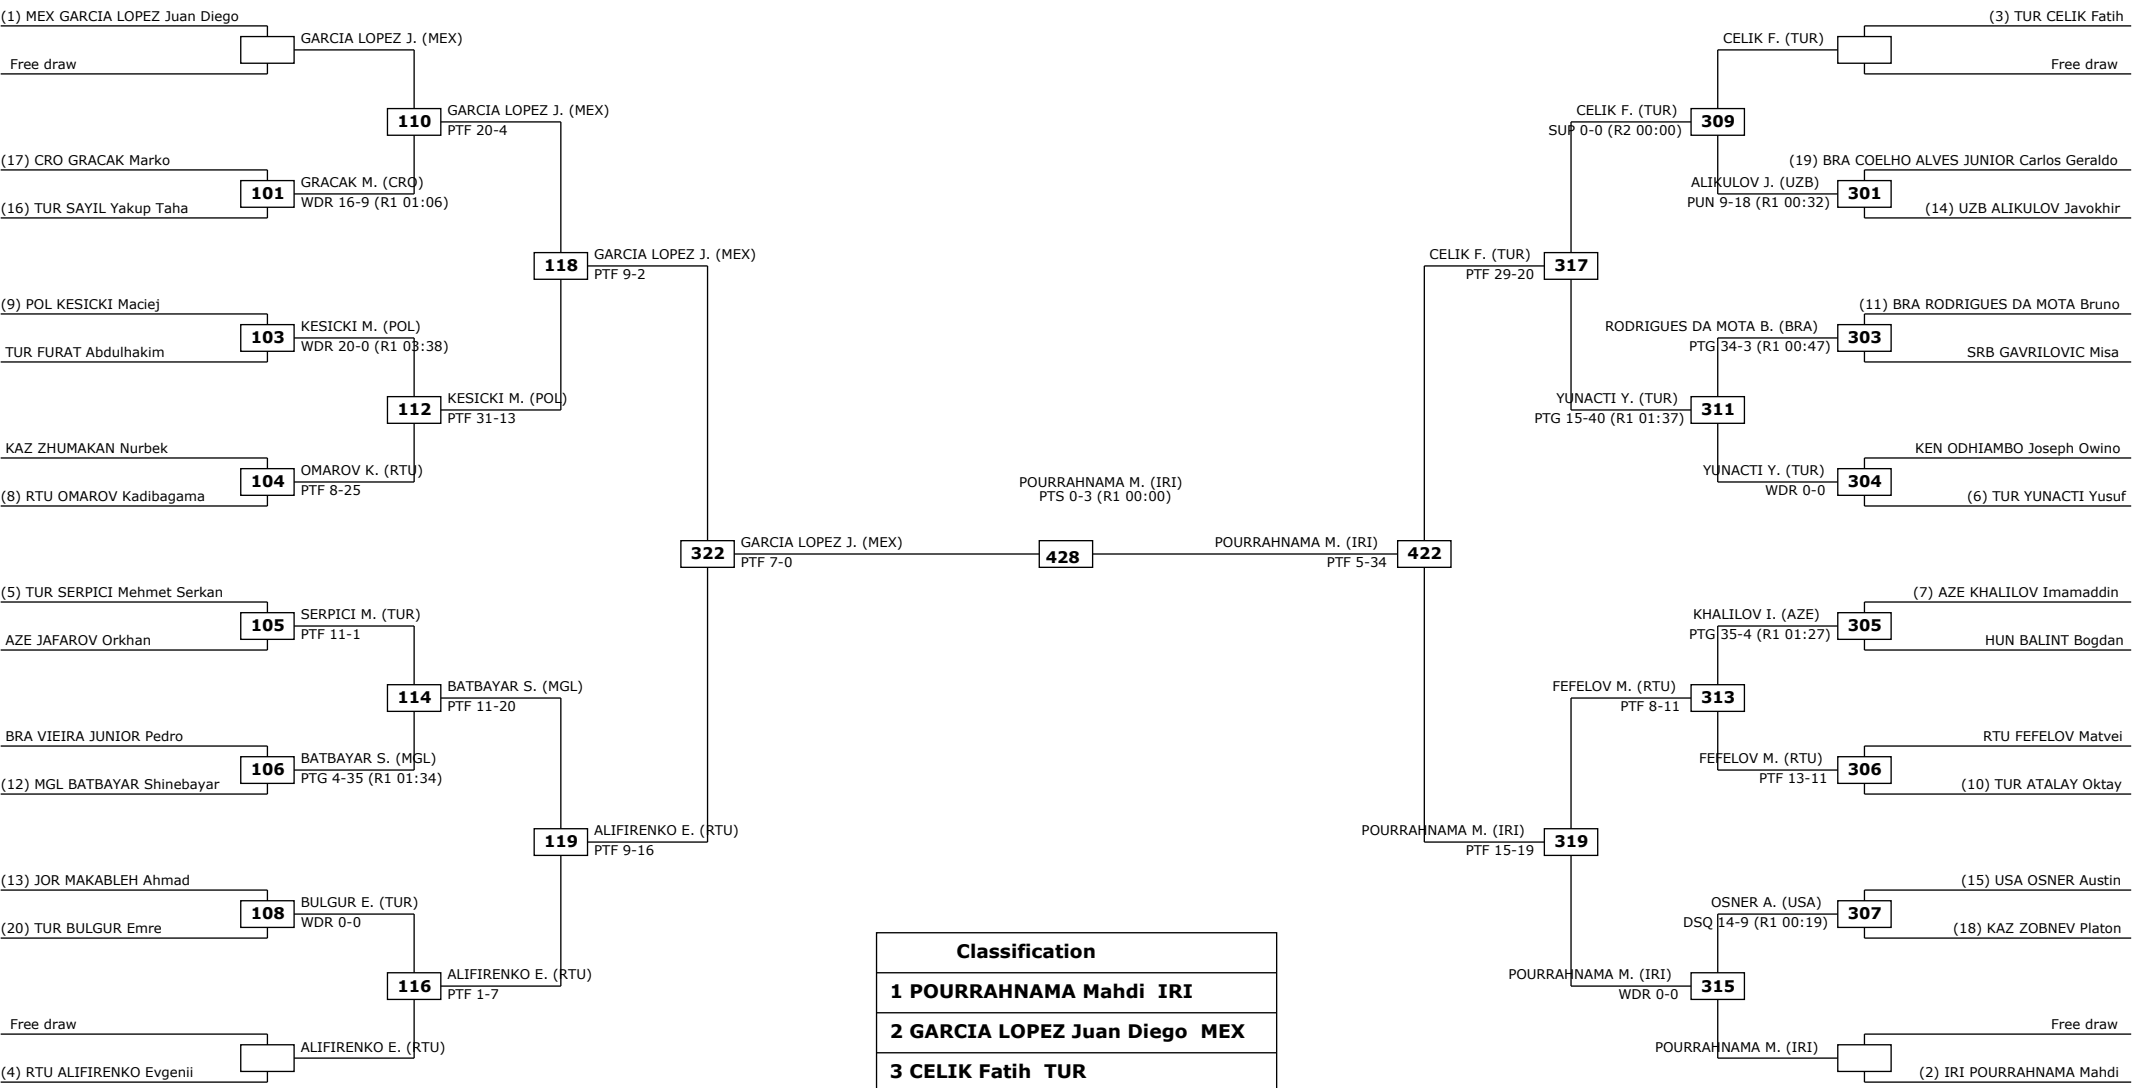 (1) MEX GARCIA LOPEZ Juan Diego
GARCIA LOPEZ J. (MEX)
Free draw
110
GARCIA LOPEZ J. (MEX)
PTF 20-4
(17) CRO GRACAK Marko
101
GRACAK M. (CRO)
WDR 16-9 (R1 01:06)
(16) TUR SAYIL Yakup Taha
118
GARCIA LOPEZ J. (MEX)
PTF 9-2
(9) POL KESICKI Maciej
103
KESICKI M. (POL)
WDR 20-0 (R1 03:38)
TUR FURAT Abdulhakim
112
KESICKI M. (POL)
PTF 31-13
KAZ ZHUMAKAN Nurbek
104
OMAROV K. (RTU)
PTF 8-25
(8) RTU OMAROV Kadibagama
322
GARCIA LOPEZ J. (MEX)
PTF 7-0
(5) TUR SERPICI Mehmet Serkan
105
SERPICI M. (TUR)
PTF 11-1
AZE JAFAROV Orkhan
114
BATBAYAR S. (MGL)
PTF 11-20
BRA VIEIRA JUNIOR Pedro
106
BATBAYAR S. (MGL)
PTG 4-35 (R1 01:34)
(12) MGL BATBAYAR Shinebayar
119
ALIFIRENKO E. (RTU)
PTF 9-16
(13) JOR MAKABLEH Ahmad
108
BULGUR E. (TUR)
WDR 0-0
(20) TUR BULGUR Emre
116
ALIFIRENKO E. (RTU)
PTF 1-7
Free draw
ALIFIRENKO E. (RTU)
(4) RTU ALIFIRENKO Evgenii
POURRAHNAMA M. (IRI)
PTS 0-3 (R1 00:00)
428
(3) TUR CELIK Fatih
CELIK F. (TUR)
Free draw
CELIK F. (TUR)
SUP 0-0 (R2 00:00)
309
(19) BRA COELHO ALVES JUNIOR Carlos Geraldo
ALIKULOV J. (UZB)
PUN 9-18 (R1 00:32)
301
(14) UZB ALIKULOV Javokhir
CELIK F. (TUR)
PTF 29-20
317
(11) BRA RODRIGUES DA MOTA Bruno
RODRIGUES DA MOTA B. (BRA)
PTG 34-3 (R1 00:47)
303
SRB GAVRILOVIC Misa
YUNACTI Y. (TUR)
PTG 15-40 (R1 01:37)
311
KEN ODHIAMBO Joseph Owino
YUNACTI Y. (TUR)
WDR 0-0
304
(6) TUR YUNACTI Yusuf
POURRAHNAMA M. (IRI)
PTF 5-34
422
(7) AZE KHALILOV Imamaddin
KHALILOV I. (AZE)
PTG 35-4 (R1 01:27)
305
HUN BALINT Bogdan
FEFELOV M. (RTU)
PTF 8-11
313
RTU FEFELOV Matvei
FEFELOV M. (RTU)
PTF 13-11
306
(10) TUR ATALAY Oktay
POURRAHNAMA M. (IRI)
PTF 15-19
319
(15) USA OSNER Austin
OSNER A. (USA)
DSQ 14-9 (R1 00:19)
307
(18) KAZ ZOBNEV Platon
POURRAHNAMA M. (IRI)
WDR 0-0
315
Free draw
POURRAHNAMA M. (IRI)
(2) IRI POURRAHNAMA Mahdi
Classification
1 POURRAHNAMA Mahdi IRI
2 GARCIA LOPEZ Juan Diego MEX
3 CELIK Fatih TUR